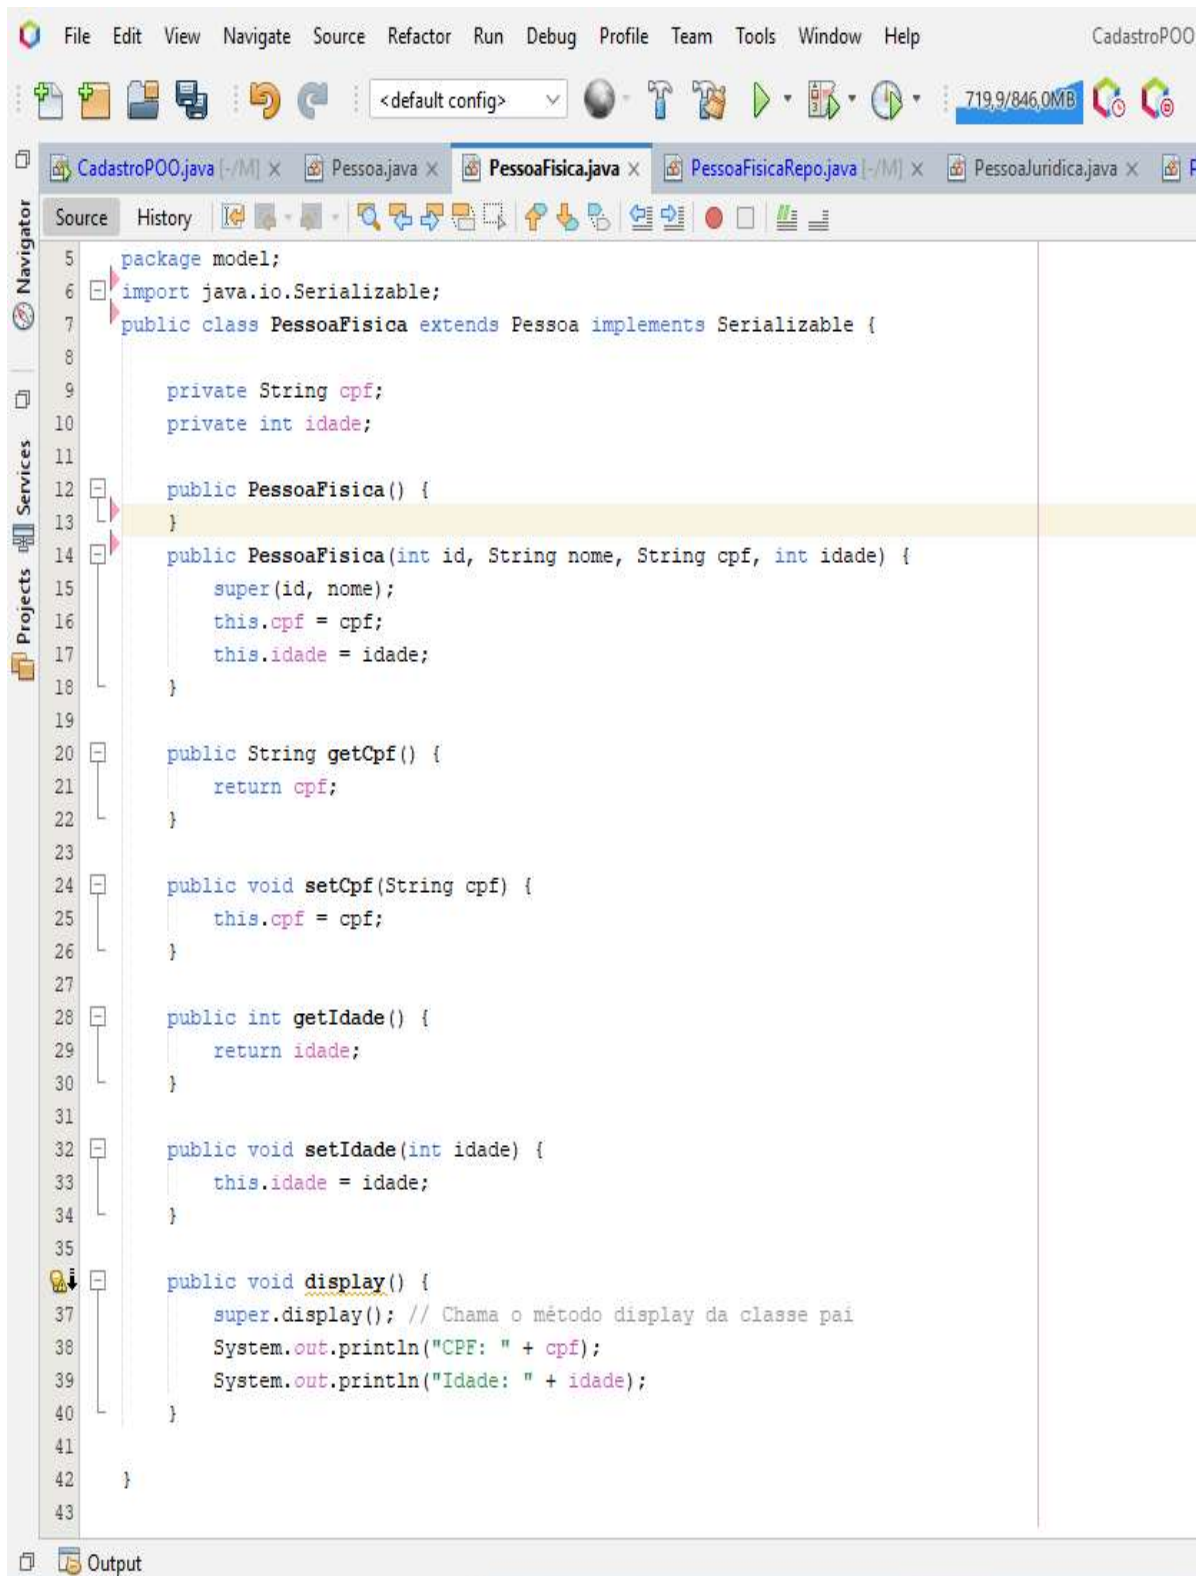 File Edit View Navigate Source Refactor Run Debug Profile Team Tools Window Help CadastroPOO
<default config> 719,9/846,0MB
CadastroPOO.java [-/M] Pessoa.java PessoaFisica.java PessoaFisicaRepo.java [-/M] PessoaJuridica.java
Source History
Navigator
Services
Projects
5 package model;
6 import java.io.Serializable;
7 public class PessoaFisica extends Pessoa implements Serializable {
8
9 private String cpf;
10 private int idade;
11
12 public PessoaFisica() {
13 }
14 public PessoaFisica(int id, String nome, String cpf, int idade) {
15 super(id, nome);
16 this.cpf = cpf;
17 this.idade = idade;
18 }
19
20 public String getCpf() {
21 return cpf;
22 }
23
24 public void setCpf(String cpf) {
25 this.cpf = cpf;
26 }
27
28 public int getIdade() {
29 return idade;
30 }
31
32 public void setIdade(int idade) {
33 this.idade = idade;
34 }
35
public void display() {
37 super.display(); // Chama o método display da classe pai
38 System.out.println("CPF: " + cpf);
39 System.out.println("Idade: " + idade);
40 }
41
42 }
43
Output